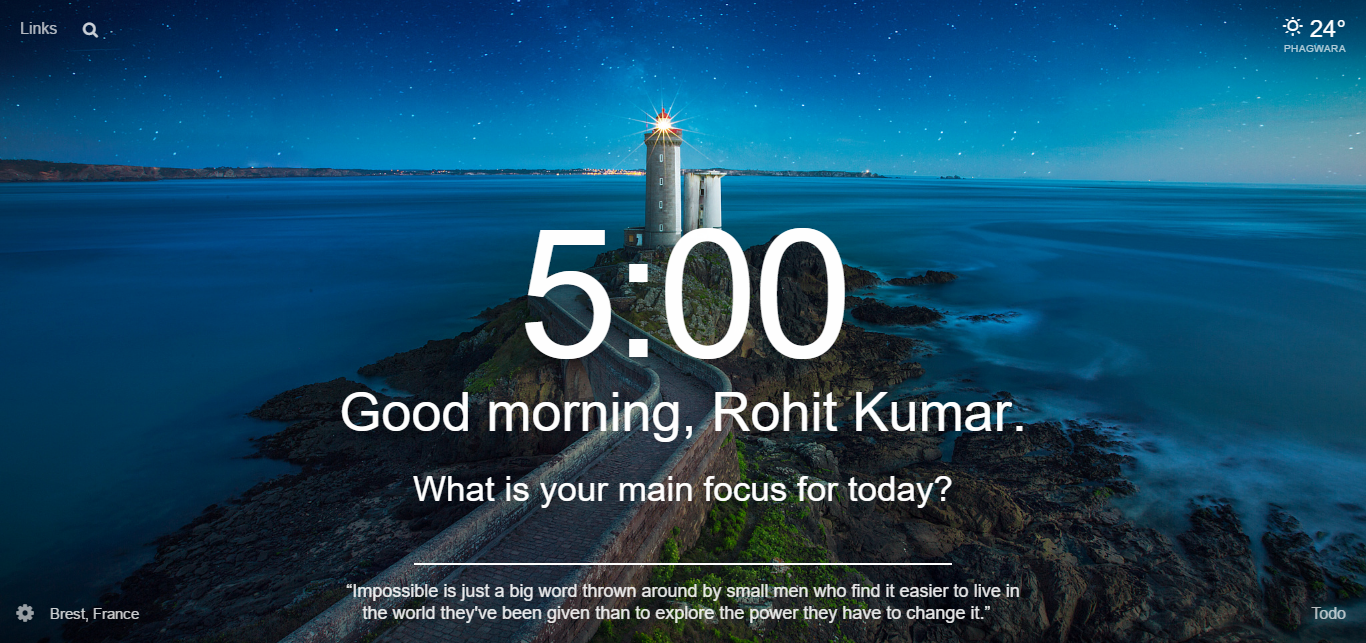 Links
24°
PHAGWARA
5:00
Good morning, Rohit Kumar.
What is your main focus for today?
“Impossible is just a big word thrown around by small men who find it easier to live in
the world they've been given than to explore the power they have to change it.”
Brest, France
Todo